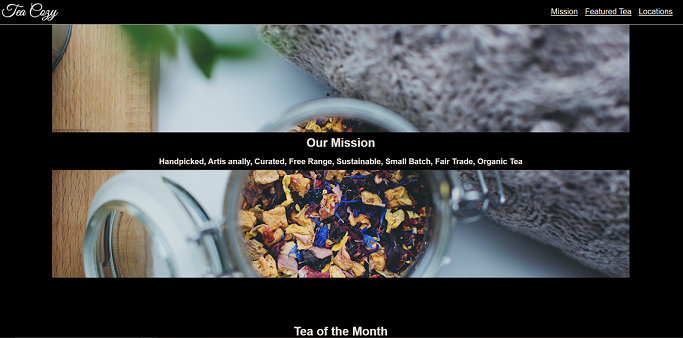 Tea Cozy
Mission Featured Tea Locations
Our Mission
Handpicked, Artis anally, Curated, Free Range, Sustainable, Small Batch, Fair Trade, Organic Tea
Tea of the Month